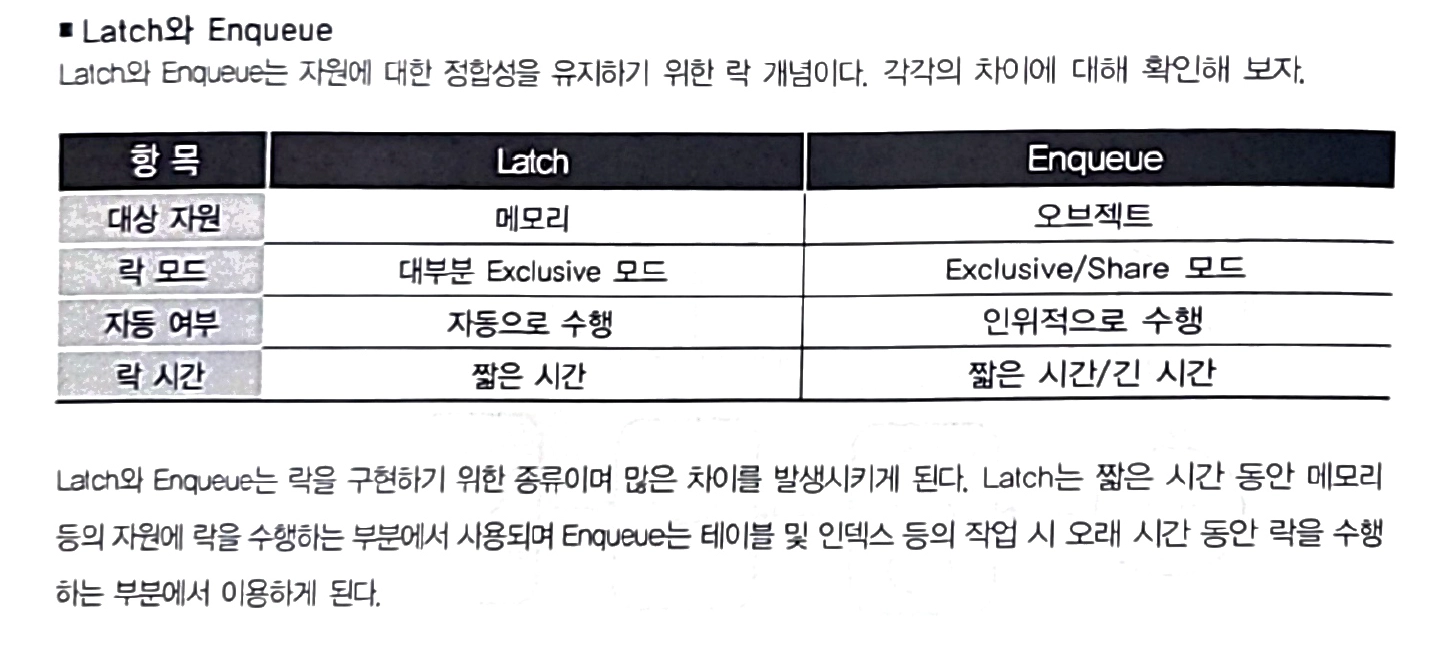 ■ Latch와 Enqueue
Latch와 Enqueue는 자원에 대한 정합성을 유지하기 위한 락 개념이다. 각각의 차이에 대해 확인해 보자.
항 목 Latch Enqueue
대상 자원 메모리 오브젝트
락 모드 대부분 Exclusive 모드 Exclusive/Share 모드
자동 여부 자동으로 수행 인위적으로 수행
락 시간 짧은 시간 짧은 시간/긴 시간
Latch와 Enqueue는 락을 구현하기 위한 종류이며 많은 차이를 발생시키게 된다. Latch는 짧은 시간 동안 메모리
등의 자원에 락을 수행하는 부분에서 사용되며 Enqueue는 테이블 및 인덱스 등의 작업 시 오래 시간 동안 락을 수행
하는 부분에서 이용하게 된다.